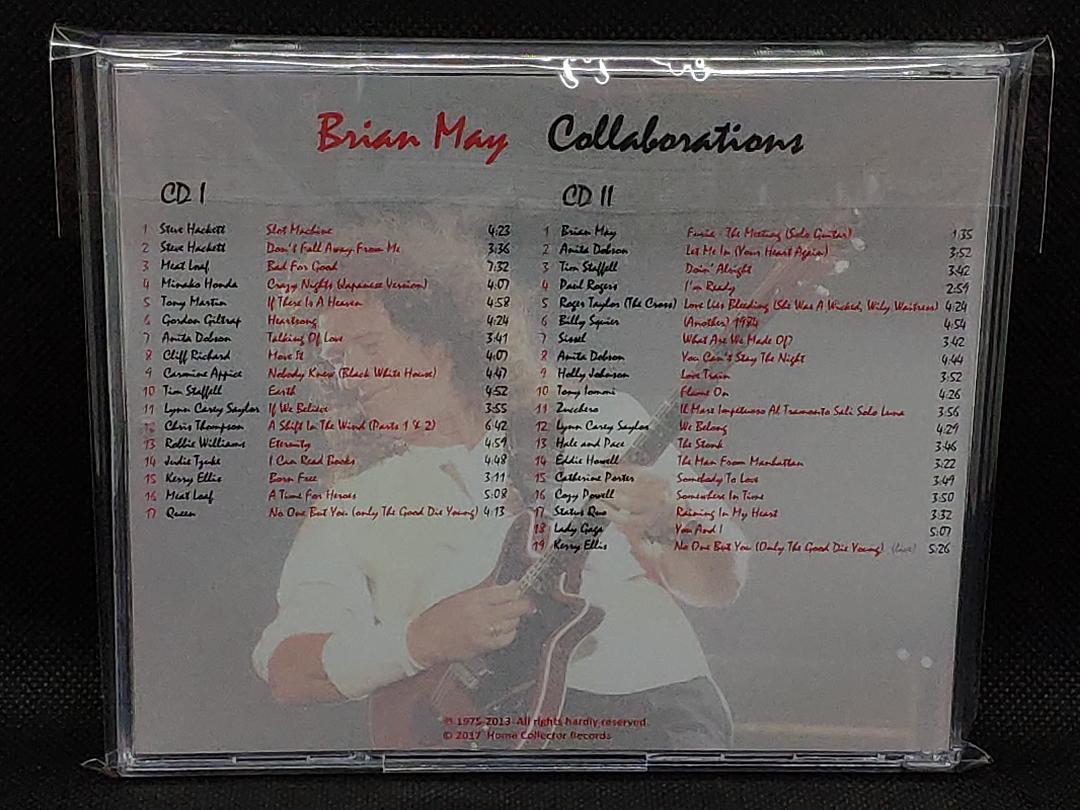 Brian May Collaborations
CD I
1 Steve Hackett Slot Machine 4:23
2 Steve Hackett Don's Fall Away From Me 3:36
3 Meat Loaf Bad For Good 7:32
4 Minako Honda Crazy Nights (Japanese Version) 4:07
5 Tony Martin If There Is A Heaven 4:58
6 Gordon Giltrap Heartsong 4:24
7 Anita Dobson Talking Of Love 3:41
8 Cliff Richard Move It 4:07
9 Carmine Appice Nobody Knew (Black White House) 4:47
10 Tim Staffell Earth 4:52
11 Lynn Carey Saylor If We Believe 3:55
12 Chris Thompson A Shift In The Wind (Parts 1 & 2) 6:42
13 Robbie Williams Eternity 4:59
14 Judie Tzuke I Can Read Books 4:48
15 Kerry Ellis Born Free 3:11
16 Meat Loaf A Time For Heroes 5:08
17 Queen No One But You (only The Good Die Young) 4:13
CD II
1 Brian May Furia - The Meeting (Solo Guitar) 1:35
2 Anita Dobson Let Me In (Your Heart Again) 3:52
3 Tim Staffell Doin' Alright 3:42
4 Paul Rogers I'm Ready 2:59
5 Roger Taylor (The Cross) Love Lies Bleeding (She Was A Wicked, Wily Waitress) 4:24
6 Billy Squier (Another) 1984 4:54
7 Sissel What Are We Made Of? 3:42
8 Anita Dobson You Can't Stay The Night 4:44
9 Holly Johnson Love Train 3:52
10 Tony Iommi Flame On 4:26
11 Zucchero Il Mare Impetuoso Al Tramonto Sali Solo Luna 3:56
12 Lynn Carey Saylor We Belong 4:29
13 Hale and Pace The Stonk 3:46
14 Eddie Howell The Man From Manhattan 3:22
15 Catherine Porter Somebody To Love 3:49
16 Cozy Powell Somewhere In Time 3:50
17 Status Quo Raining In My Heart 3:32
18 Lady Gaga You And I 5:07
19 Kerry Ellis No One But You (Only The Good Die Young) (live) 5:26
℗ 1975-2013 All rights hardly reserved
© 2017 Home Collector Records